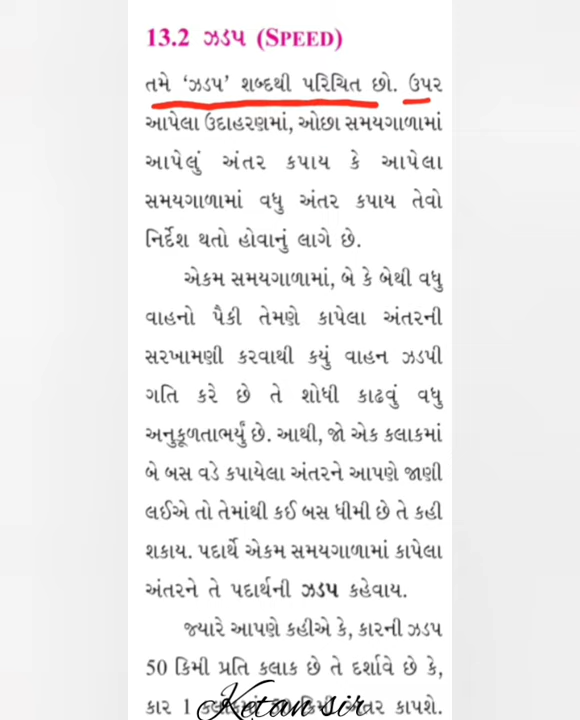 13.2 ઝડપ (SPEED)
તમે ‘ઝડપ’ શબ્દથી પરિચિત છો. ઉપર
આપેલા ઉદાહરણમાં, ઓછા સમયગાળામાં
આપેલું અંતર કપાય કે આપેલા
સમયગાળામાં વધુ અંતર કપાય તેવો
નિર્દેશ થતો હોવાનું લાગે છે.
એકમ સમયગાળામાં, બે કે બેથી વધુ
વાહનો પૈકી તેમણે કાપેલા અંતરની
સરખામણી કરવાથી કયું વાહન ઝડપી
ગતિ કરે છે તે શોધી કાઢવું વધુ
અનુકૂળતાભર્યું છે. આથી, જો એક કલાકમાં
બે બસ વડે કપાયેલા અંતરને આપણે જાણી
લઈએ તો તેમાંથી કઈ બસ ધીમી છે તે કહી
શકાય. પદાર્થે એકમ સમયગાળામાં કાપેલા
અંતરને તે પદાર્થની ઝડપ કહેવાય.
જ્યારે આપણે કહીએ કે, કારની ઝડપ
50 કિમી પ્રતિ કલાક છે તે દર્શાવે છે કે,
કાર 1 કલાકમાં 50 કિમી અંતર કાપશે.
Ketan sir